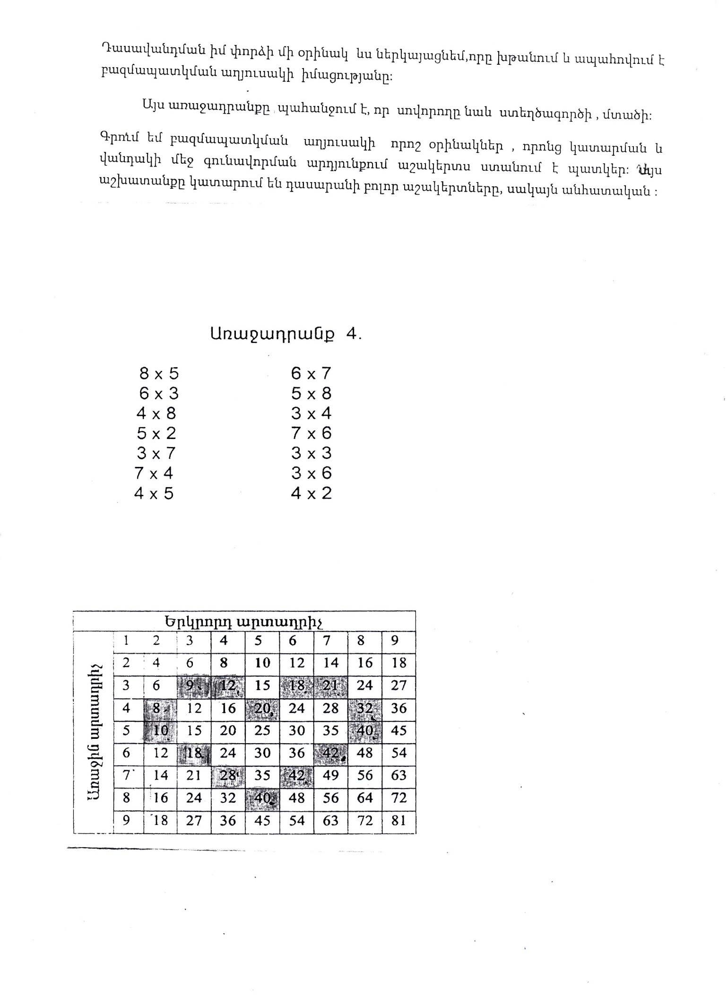 Դասավանդման իմ փորձի մի օրինակ ևս ներկայացնեմ,որը խթանում և ապահովում է
բազմապատկման աղյուսակի իմացությանը։
Այս առաջադրանքը պահանջում է, որ սովորողը նաև ստեղծագործի , մտածի։
Գրում եմ բազմապատկման աղյուսակի որոշ օրինակներ , որոնց կատարման և
վանդակի մեջ գունավորման արդյունքում աշակերտս ստանում է պատկեր։ Այս
աշխատանքը կատարում են դասարանի բոլոր աշակերտները, սակայն անհատական ։
Առաջադրանք 4.
8 x 5 6 x 7
6 x 3 5 x 8
4 x 8 3 x 4
5 x 2 7 x 6
3 x 7 3 x 3
7 x 4 3 x 6
4 x 5 4 x 2
Երկրորդ արտադրիչ
Առաջին արտադրիչ
1 2 3 4 5 6 7 8 9
2 4 6 8 10 12 14 16 18
3 6 9 12 15 18 21 24 27
4 8 12 16 20 24 28 32 36
5 10 15 20 25 30 35 40 45
6 12 18 24 30 36 42 48 54
7 14 21 28 35 42 49 56 63
8 16 24 32 40 48 56 64 72
9 18 27 36 45 54 63 72 81